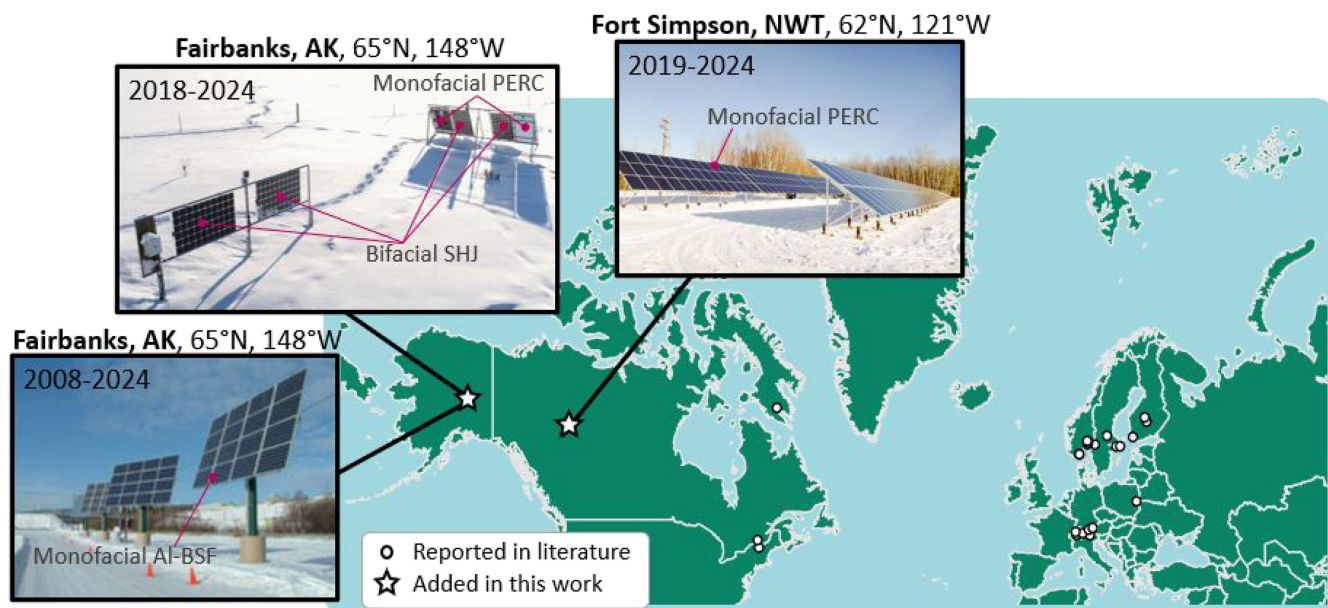 Fort Simpson, NWT, 62°N, 121°W
Fairbanks, AK, 65°N, 148°W
2018-2024
Monofacial PERC
Bifacial SHJ
2019-2024
Monofacial PERC
Fairbanks, AK, 65°N, 148°W
2008-2024
Monofacial Al-BSF
Reported in literature
Added in this work